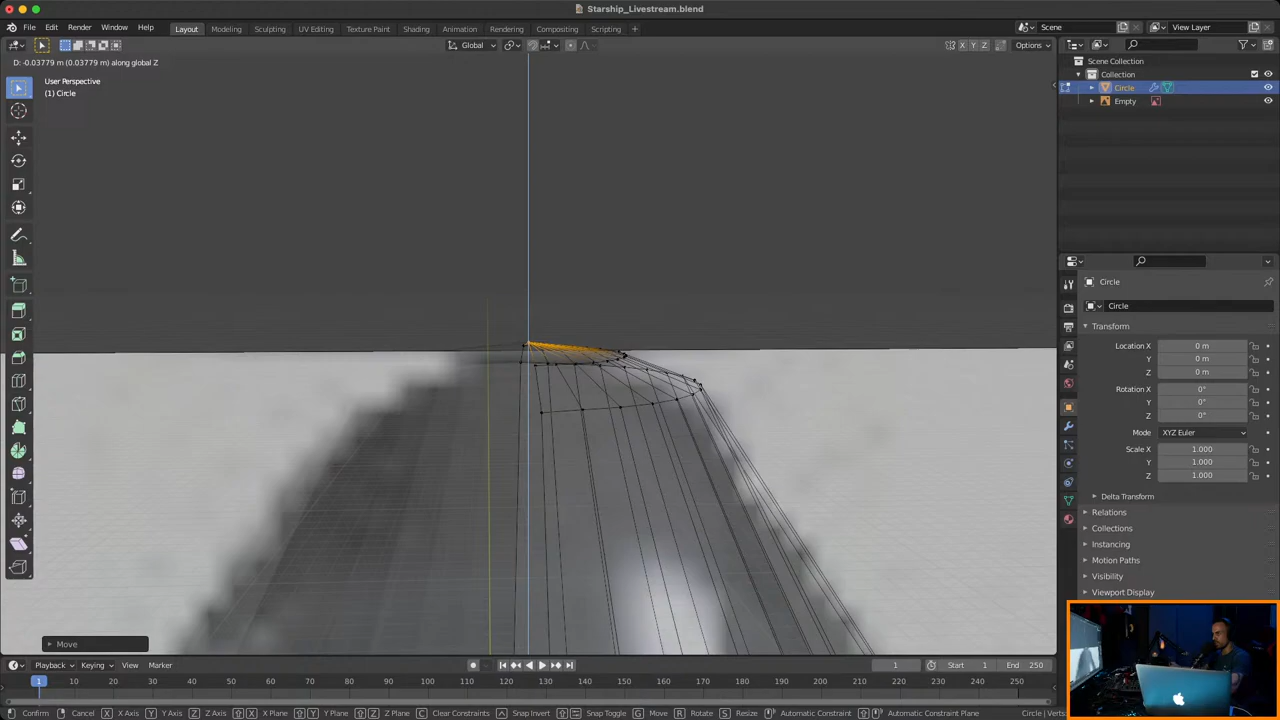 Starship_Livestream.blend
File Edit Render Window Help Layout Modeling Sculpting UV Editing Texture Paint Shading Animation Rendering Compositing Scripting + Scene View Layer
Global X Y Z Options
D: -0.03779 m (0.03779 m) along global Z
User Perspective
(1) Circle
Scene Collection
Collection
Circle
Empty
Circle
Circle
Transform
Location X 0 m
Y 0 m
Z 0 m
Rotation X 0°
Y 0°
Z 0°
Mode XYZ Euler
Scale X 1.000
Y 1.000
Z 1.000
Delta Transform
Relations
Collections
Instancing
Motion Paths
Visibility
Viewport Display
Move
Playback Keying View Marker 1 Start 1 End 250
1 10 20 30 40 50 60 70 80 90 100 110 120 130 140 150 160 170 180 190 200 210 220 230 240 250
Confirm Cancel X X Axis Y Y Axis Z Z Axis X X Plane Y Y Plane Z Z Plane C Clear Constraints Snap Invert Snap Toggle G Move R Rotate S Resize Automatic Constraint Automatic Constraint Plane Circle | Verts